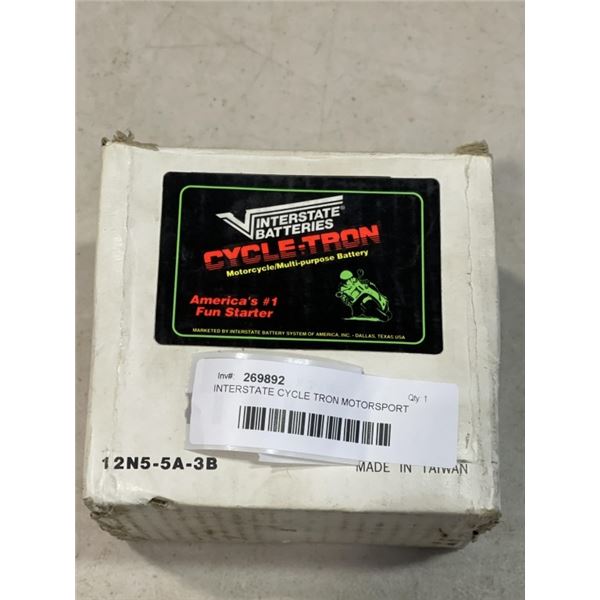 INTERSTATE®
BATTERIES
CYCLE-TRON
Motorcycle/Multi-purpose Battery
America's #1
Fun Starter
MARKETED BY INTERSTATE BATTERY SYSTEM OF AMERICA, INC. - DALLAS, TEXAS USA
Inv#: 269892
Qty: 1
INTERSTATE CYCLE TRON MOTORSPORT
12N5-5A-3B
MADE IN TAIWAN